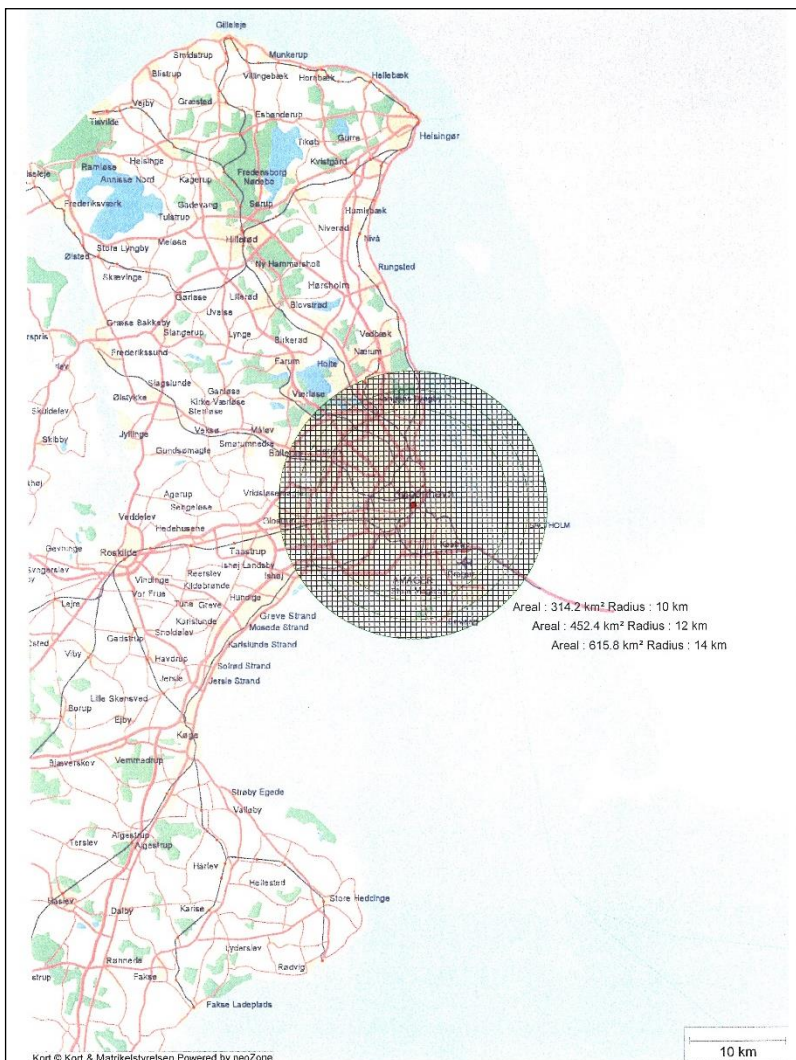 Gilleleje
Smidstrup
Munkerup
Blistrup
Villingebæk
Hornbæk
Hellebæk
Vejby
Græsted
Esbønderup
Tisvilde
Tikøb
Gurre
Helsingør
Ramløse
Helsinge
Kvistgård
Annisse Nord
Kagerup
Fredensborg
Nødebo
Frederiksværk
Gadevang
Sørup
Humlebæk
Tulstrup
Niverød
Store Lyngby
Meløse
Hillerød
Nivå
Ølsted
Skævinge
Ny Hammersholt
Rungsted
Hørsholm
Gørløse
Lillerød
Uvelse
Blovstrød
Græse Bakkeby
Slangerup
Lynge
Vedbæk
Birkerød
Nærum
Frederikssund
Farum
Holte
Slagslunde
Ganløse
Værløse
Ølstykke
Kirke Værløse
Skuldelev
Stenløse
Jyllinge
Veksø
Måløv
Skibby
Smørumnedre
Gundsømagle
Ågerup
Sengeløse
Veddelev
Hedehusene
Gevninge
Roskilde
Taastrup
Ishøj Landsby
Vindinge
Reerslev
Ishøj
Kildebrønde
Lejre
Vor Frue
Tune
Greve
Hundige
Karlslunde
Greve Strand
Gadstrup
Snoldelev
Mosede Strand
Viby
Karlslunde Strand
Havdrup
Solrød Strand
Jersie
Jersie Strand
Lille Skensved
Borup
Ejby
Køge
Bjæverskov
Vemmedrup
Strøby Egede
Valløby
Algestrup
Terslev
Algestrup
Hårlev
Hellested
Haslev
Store Heddinge
Dalby
Karise
Lyderslev
Rønnede
Fakse
Rødvig
Fakse Ladeplads
AMAGER
Areal : 314.2 km² Radius : 10 km
Areal : 452.4 km² Radius : 12 km
Areal : 615.8 km² Radius : 14 km
Kort © Kort & Matrikelstyrelsen Powered by neoZone
10 km